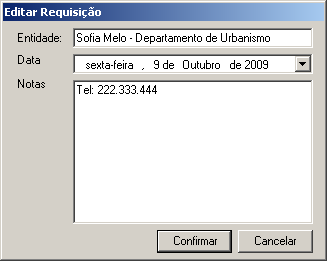 Editar Requisição
Entidade: Sofia Melo - Departamento de Urbanismo
Data sexta-feira , 9 de Outubro de 2009
Notas Tel: 222.333.444
Confirmar Cancelar